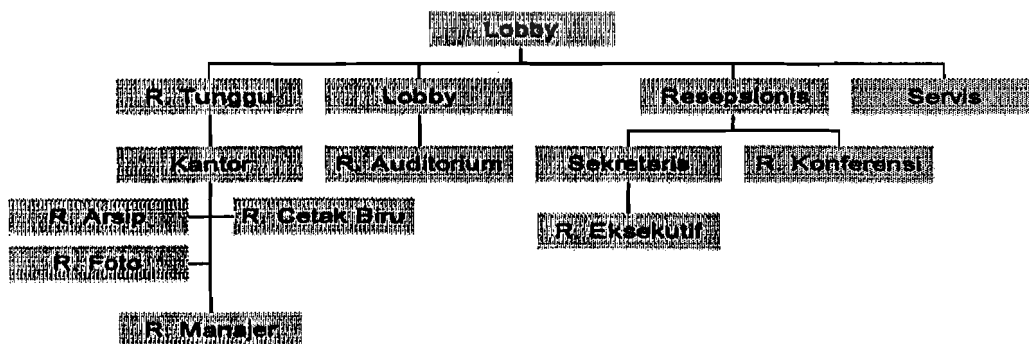 Lobby
R. Tunggu
Lobby
Resepsionis
Servis
Kantor
R. Auditorium
Sekretaris
R. Konferensi
R. Arsip
R. Cetak Biru
R. Eksekutif
R. Foto
R. Manajer